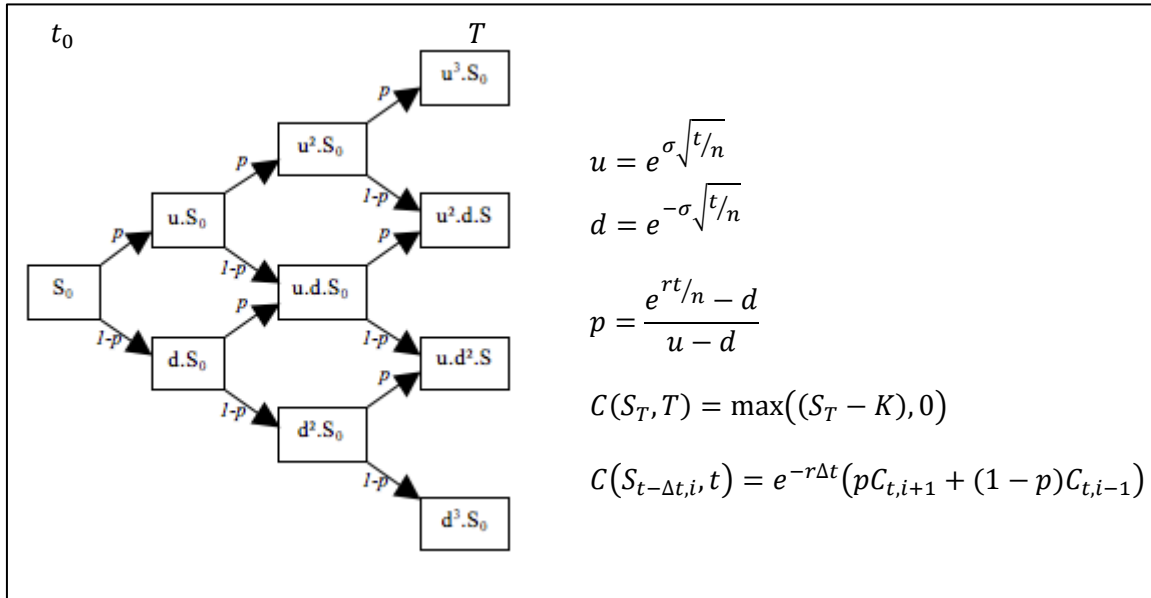 t₀ T
u³.S₀
p
u².S₀
p
1-p
u.S₀
u².d.S
p
p
1-p
S₀
u.d.S₀
1-p
p
1-p
d.S₀
u.d².S
p
1-p
d².S₀
1-p
d³.S₀
u = e^{σ√(t/n)}
d = e^{-σ√(t/n)}
p = (e^{rt/n} − d)/(u − d)
C(S_T, T) = max((S_T − K), 0)
C(S_{t−Δt,i}, t) = e^{−rΔt}(pC_{t,i+1} + (1 − p)C_{t,i−1})